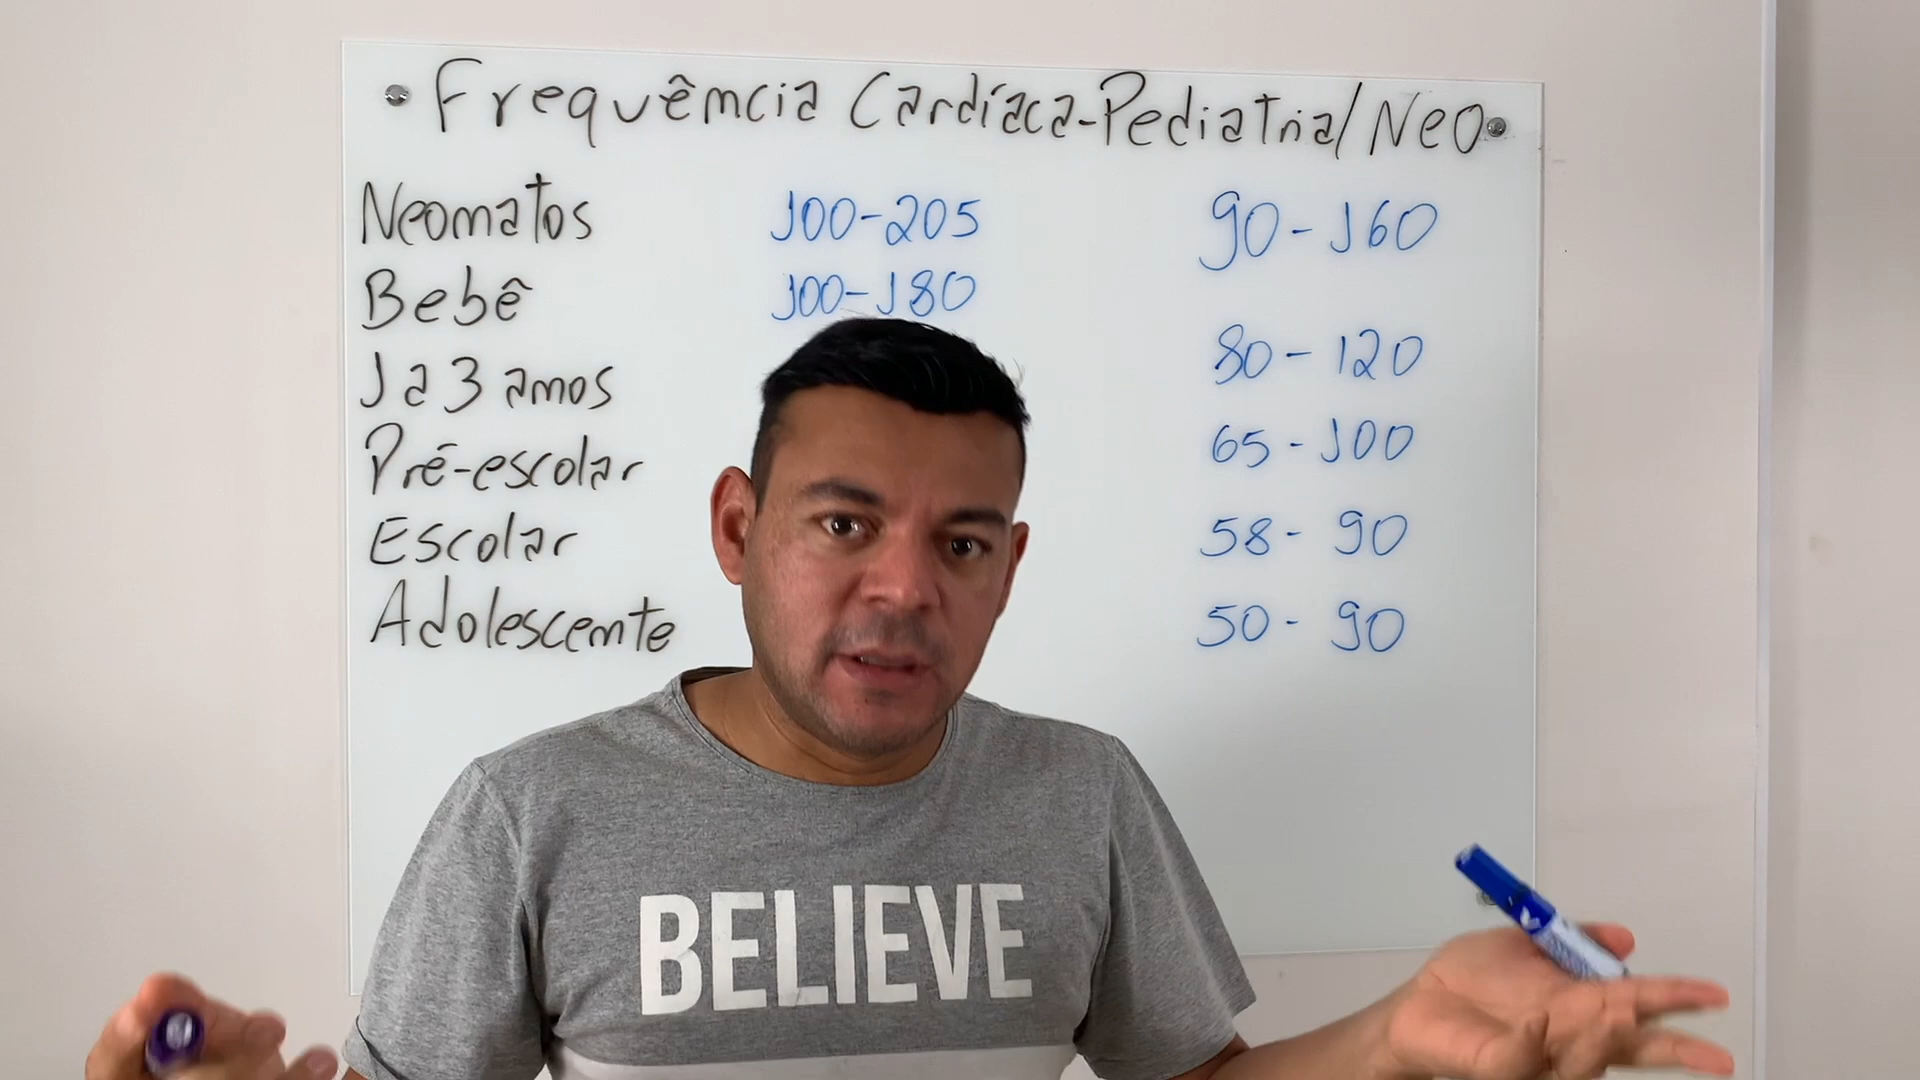 • Frequência Cardíaca-Pediatria/Neo•
Neonatos 100-205 90-160
Bebê 100-180
1 a 3 anos 80-120
Pré-escolar 65-100
Escolar 58-90
Adolescente 50-90
BELIEVE